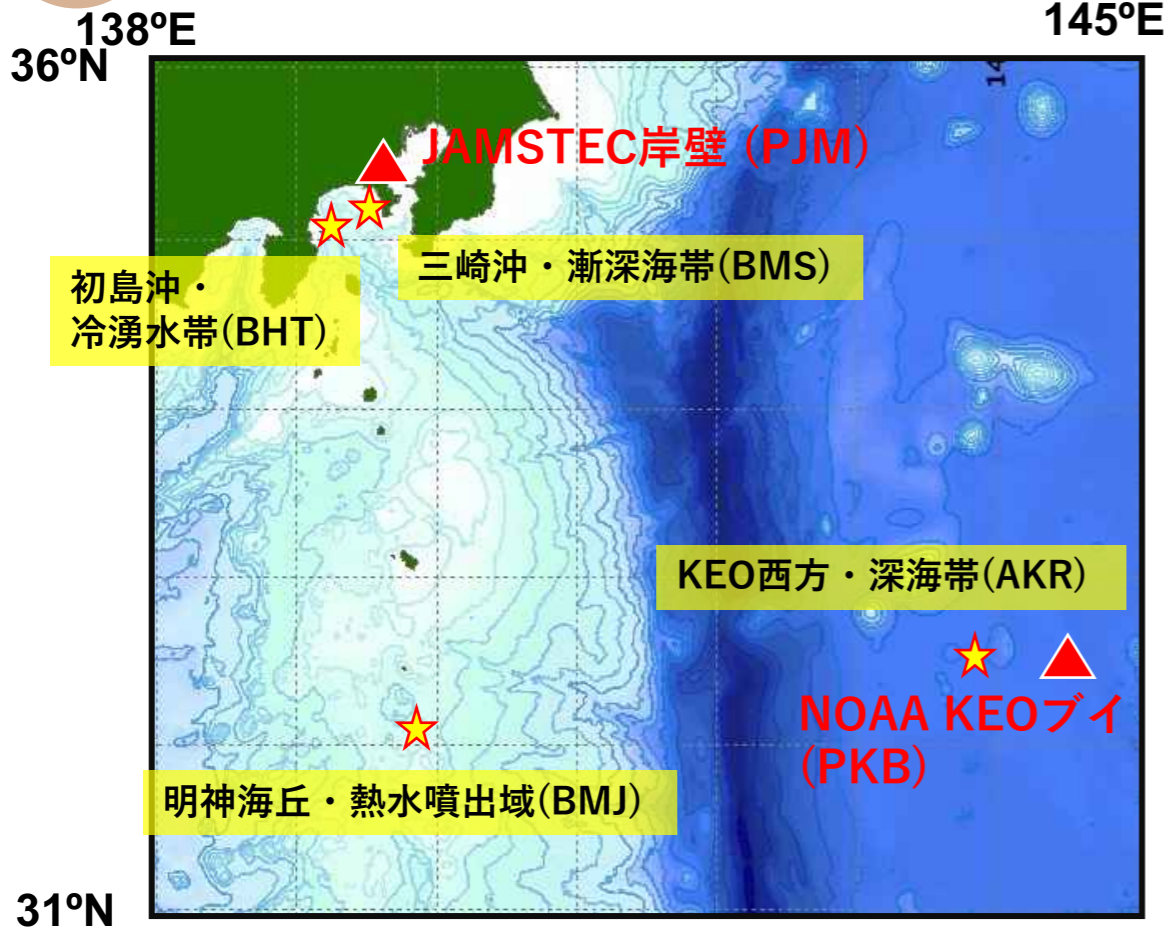 138ºE
145ºE
36ºN
14
JAMSTEC岸壁 (PJM)
三崎沖・漸深海帯(BMS)
初島沖・
冷湧水帯(BHT)
KEO西方・深海帯(AKR)
NOAA KEOブイ
(PKB)
明神海丘・熱水噴出域(BMJ)
31ºN